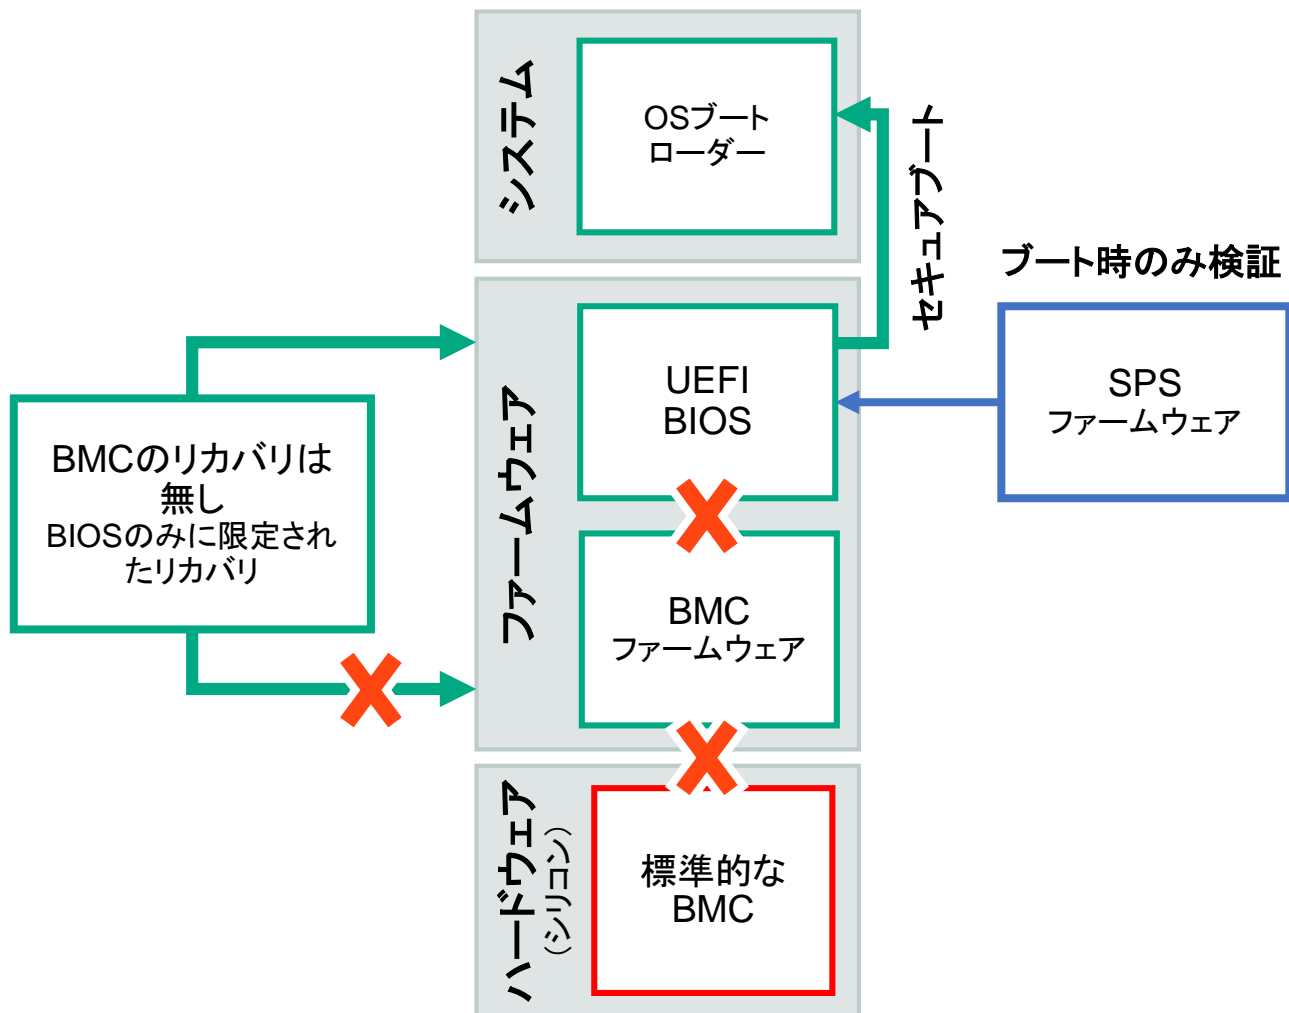 システム
OSブート
ローダー
セキュアブート
ブート時のみ検証
SPS
ファームウェア
ファームウェア
UEFI
BIOS
BMCのリカバリは
無し
BIOSのみに限定され
たリカバリ
BMC
ファームウェア
ハードウェア
（シリコン）
標準的な
BMC